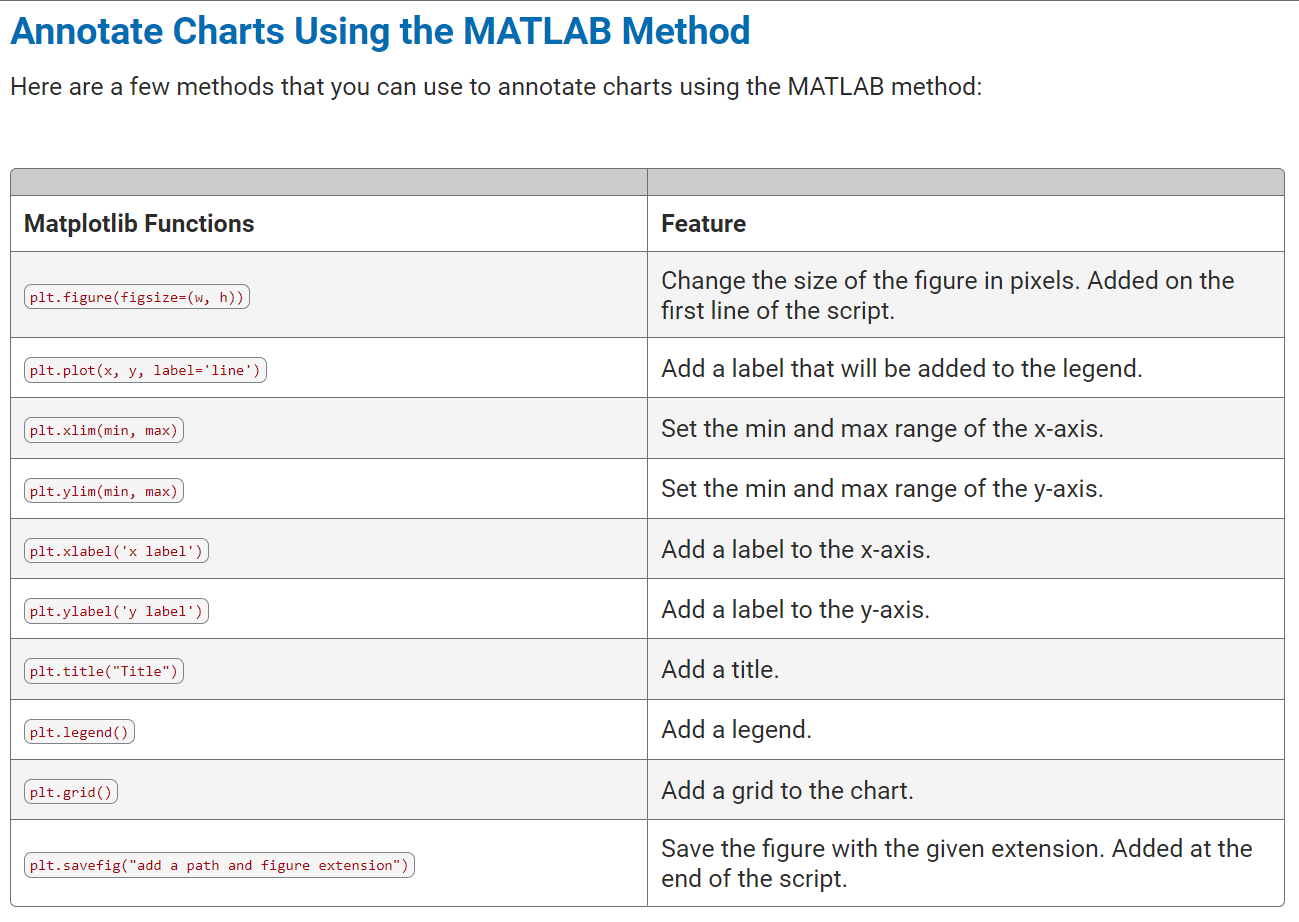 Annotate Charts Using the MATLAB Method
Here are a few methods that you can use to annotate charts using the MATLAB method:
Matplotlib Functions
Feature
plt.figure(figsize=(w, h))
Change the size of the figure in pixels. Added on the
first line of the script.
plt.plot(x, y, label='line')
Add a label that will be added to the legend.
plt.xlim(min, max)
Set the min and max range of the x-axis.
plt.ylim(min, max)
Set the min and max range of the y-axis.
plt.xlabel('x label')
Add a label to the x-axis.
plt.ylabel('y label')
Add a label to the y-axis.
plt.title("Title")
Add a title.
plt.legend()
Add a legend.
plt.grid()
Add a grid to the chart.
plt.savefig("add a path and figure extension")
Save the figure with the given extension. Added at the
end of the script.